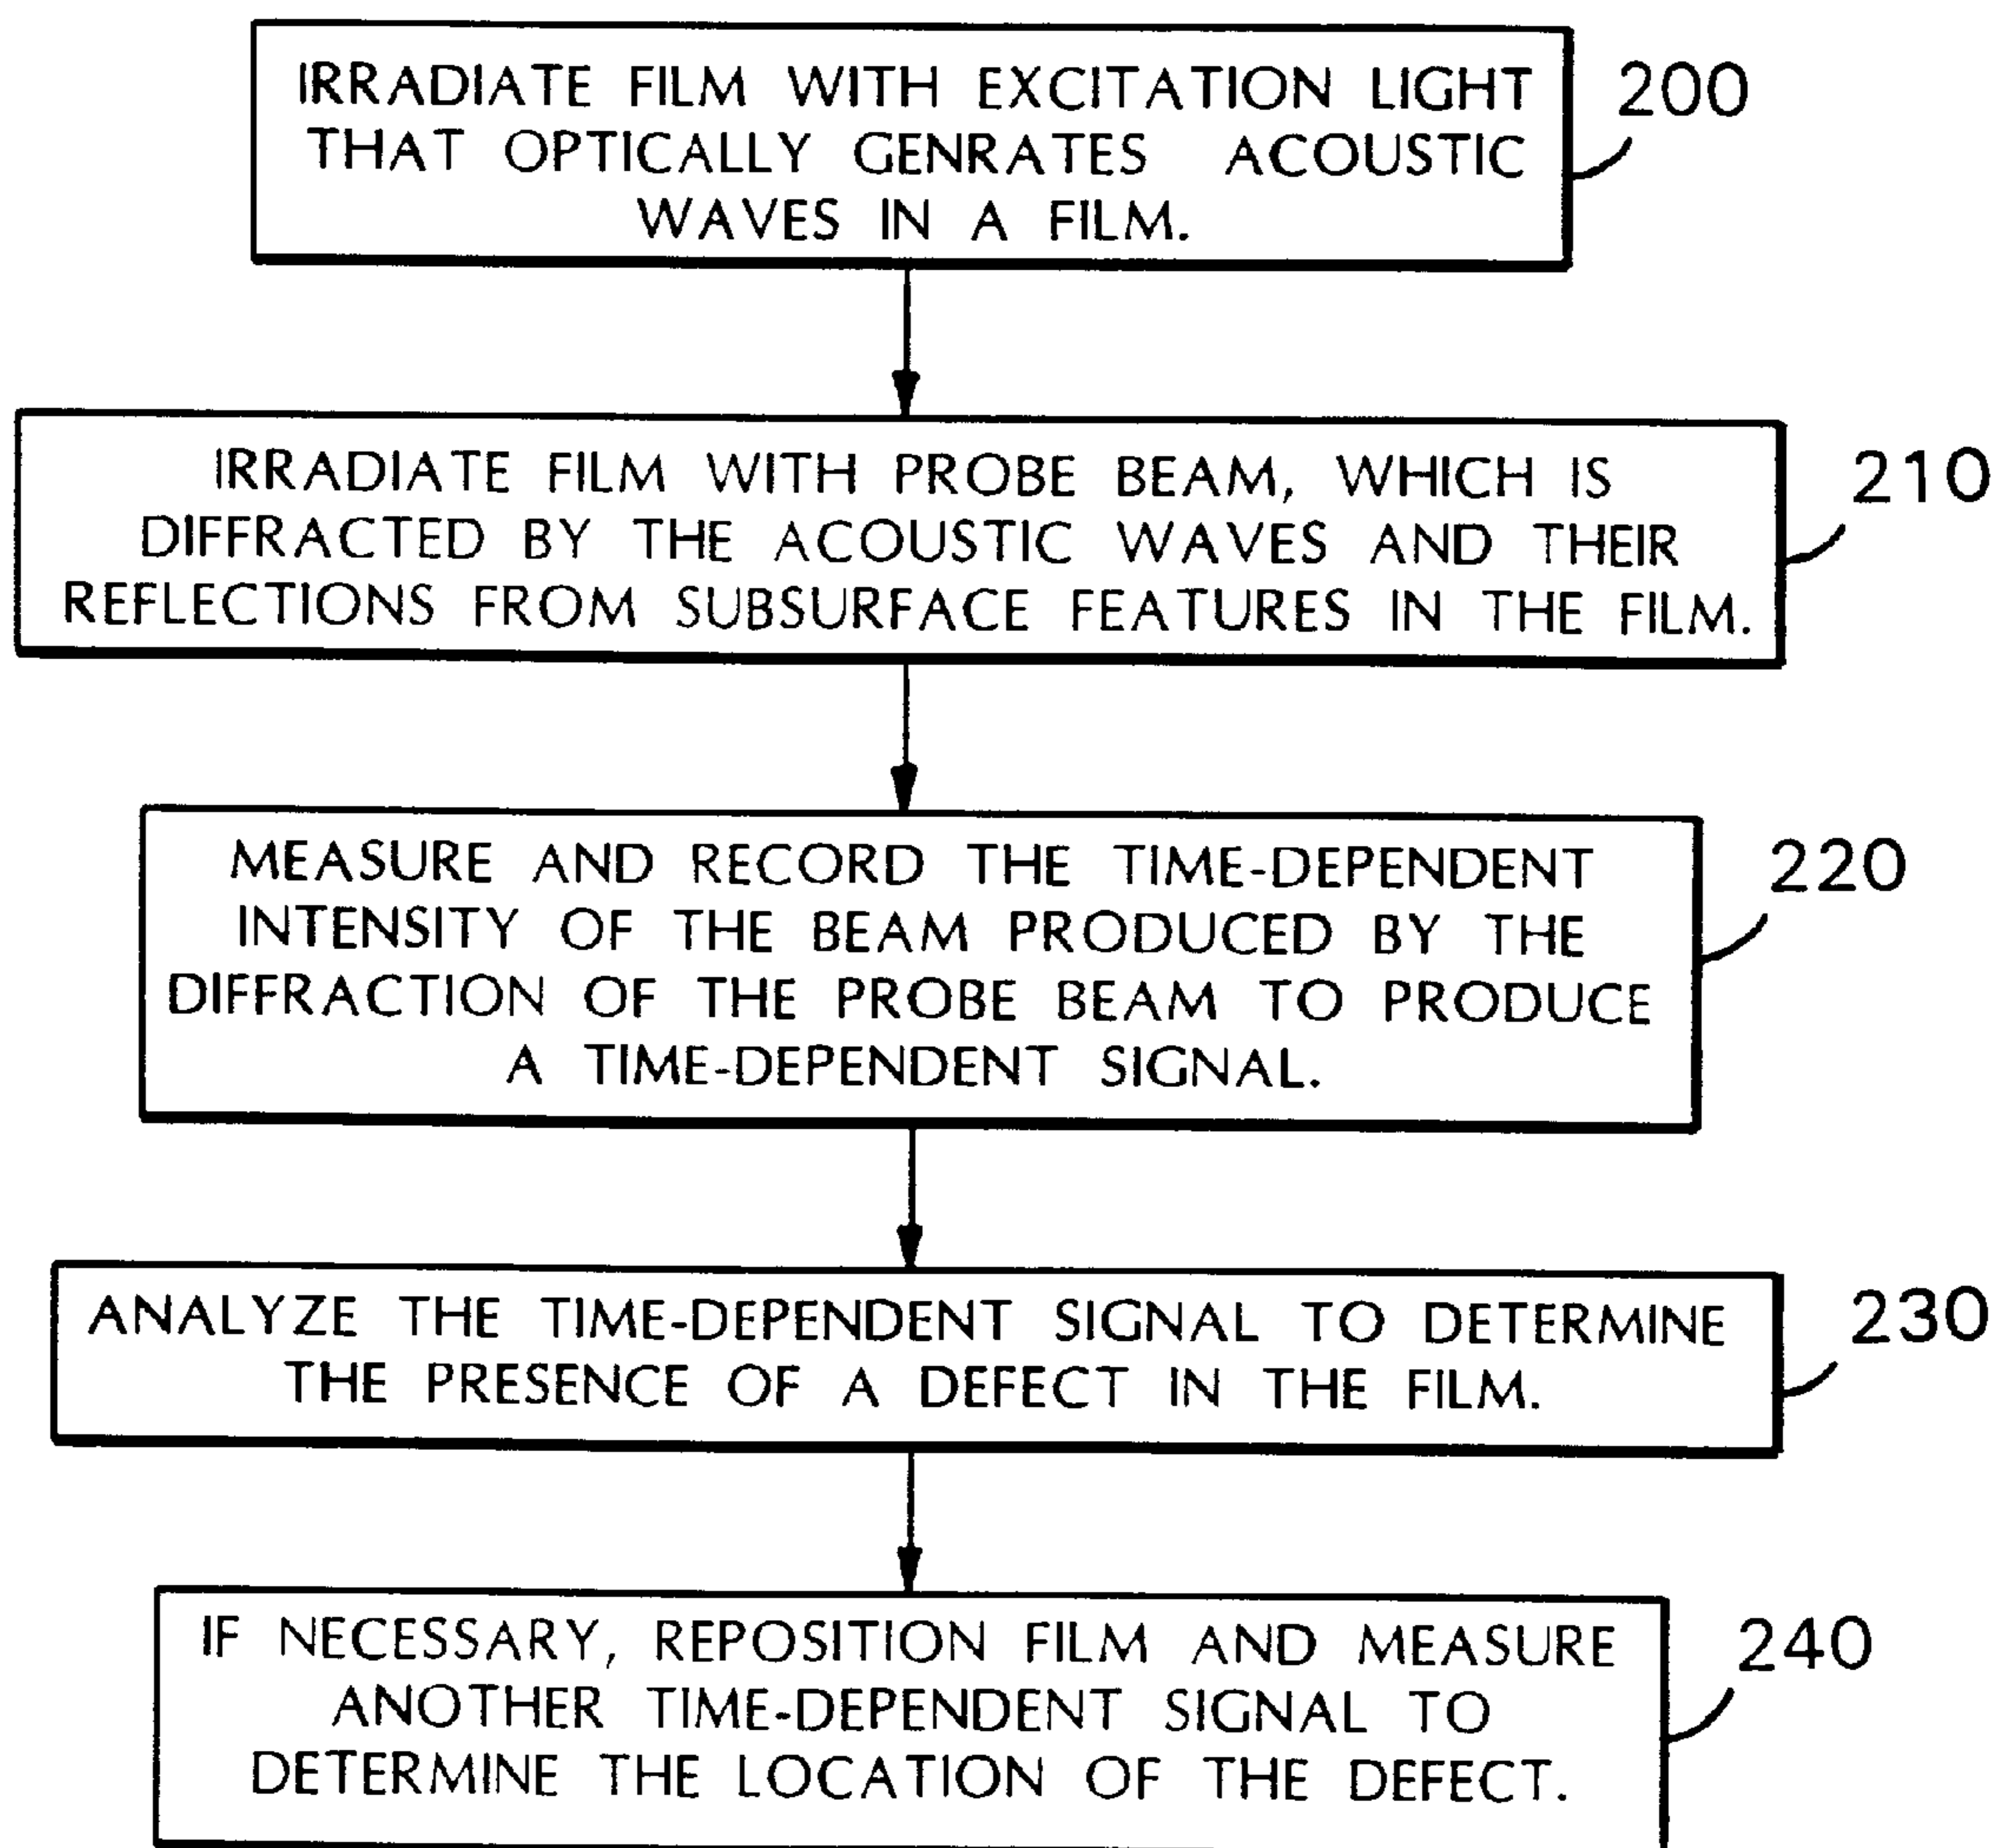 IRRADIATE FILM WITH EXCITATION LIGHT
THAT OPTICALLY GENRATES ACOUSTIC
WAVES IN A FILM.
200
IRRADIATE FILM WITH PROBE BEAM, WHICH IS
DIFFRACTED BY THE ACOUSTIC WAVES AND THEIR
REFLECTIONS FROM SUBSURFACE FEATURES IN THE FILM.
210
MEASURE AND RECORD THE TIME-DEPENDENT
INTENSITY OF THE BEAM PRODUCED BY THE
DIFFRACTION OF THE PROBE BEAM TO PRODUCE
A TIME-DEPENDENT SIGNAL.
220
ANALYZE THE TIME-DEPENDENT SIGNAL TO DETERMINE
THE PRESENCE OF A DEFECT IN THE FILM.
230
IF NECESSARY, REPOSITION FILM AND MEASURE
ANOTHER TIME-DEPENDENT SIGNAL TO
DETERMINE THE LOCATION OF THE DEFECT.
240